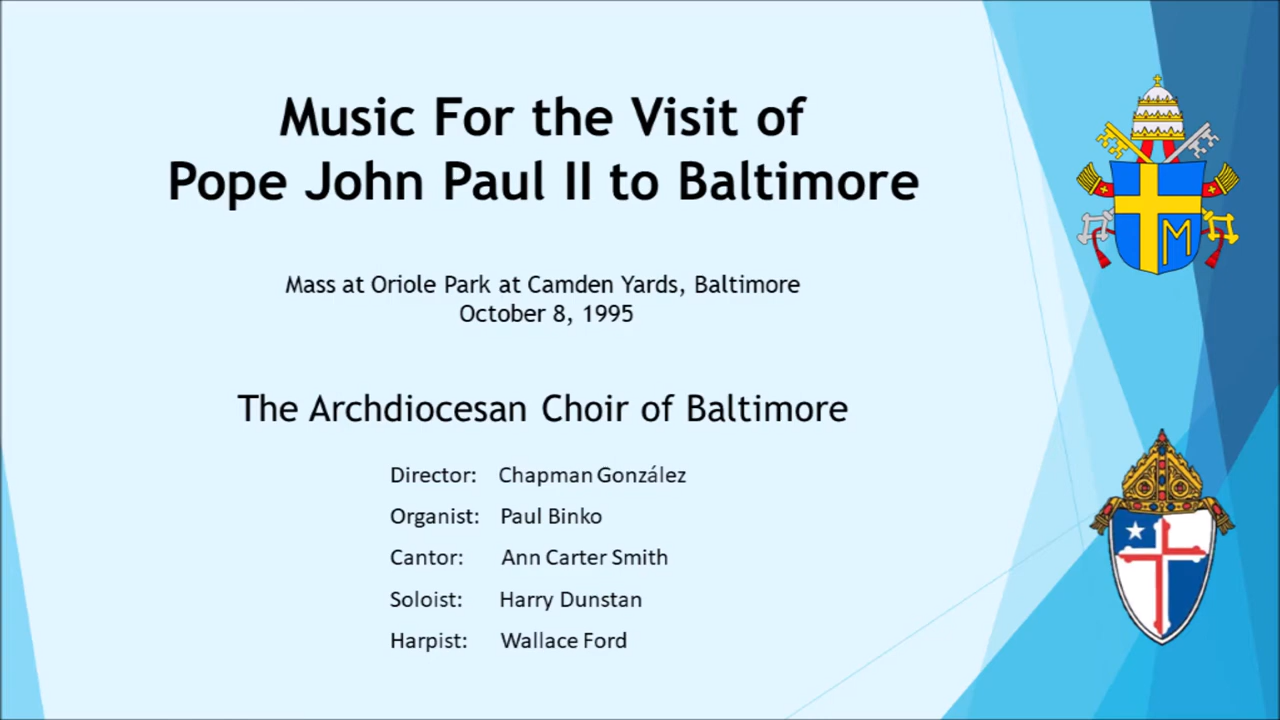 Music For the Visit of
Pope John Paul II to Baltimore
Mass at Oriole Park at Camden Yards, Baltimore
October 8, 1995
The Archdiocesan Choir of Baltimore
Director: Chapman González
Organist: Paul Binko
Cantor: Ann Carter Smith
Soloist: Harry Dunstan
Harpist: Wallace Ford
M